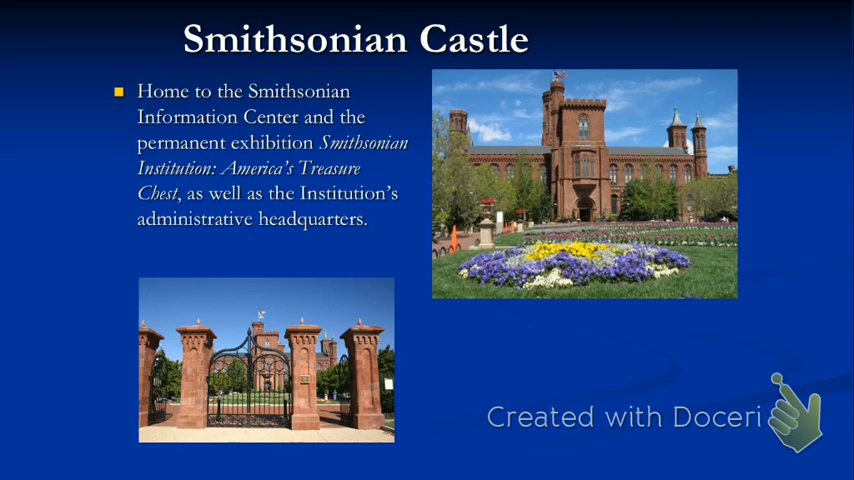 Smithsonian Castle
Home to the Smithsonian
Information Center and the
permanent exhibition Smithsonian
Institution: America's Treasure
Chest, as well as the Institution's
administrative headquarters.
Created with Doceri